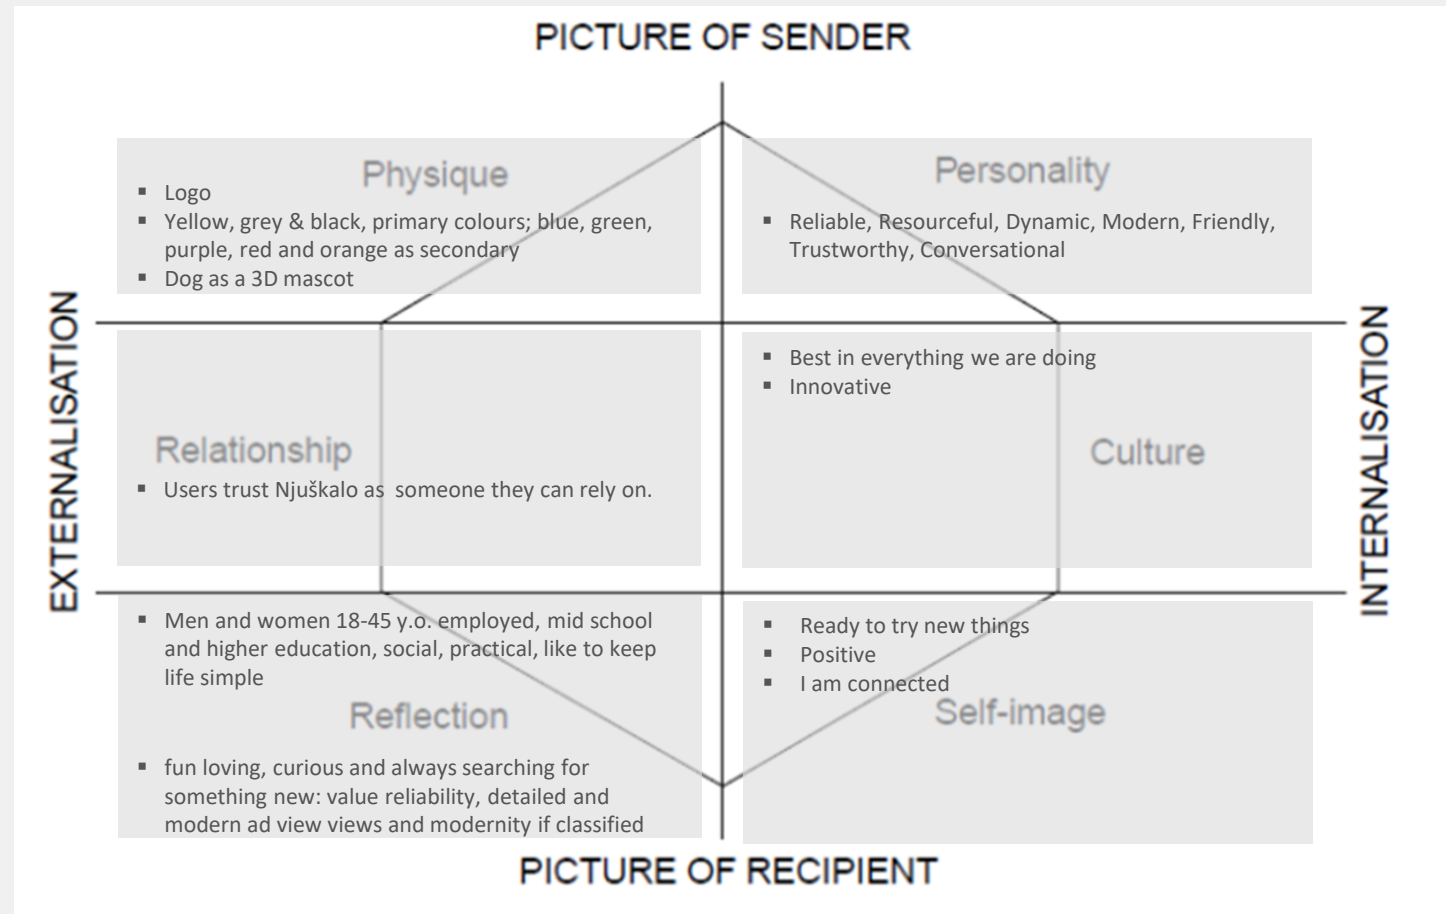 PICTURE OF SENDER
Physique
▪ Logo
▪ Yellow, grey & black, primary colours; blue, green,
purple, red and orange as secondary
▪ Dog as a 3D mascot
Personality
▪ Reliable, Resourceful, Dynamic, Modern, Friendly,
Trustworthy, Conversational
EXTERNALISATION
INTERNALISATION
Relationship
▪ Users trust Njuškalo as someone they can rely on.
▪ Best in everything we are doing
▪ Innovative
Culture
▪ Men and women 18-45 y.o. employed, mid school
and higher education, social, practical, like to keep
life simple
Reflection
▪ fun loving, curious and always searching for
something new: value reliability, detailed and
modern ad view views and modernity if classified
▪ Ready to try new things
▪ Positive
▪ I am connected
Self-image
PICTURE OF RECIPIENT